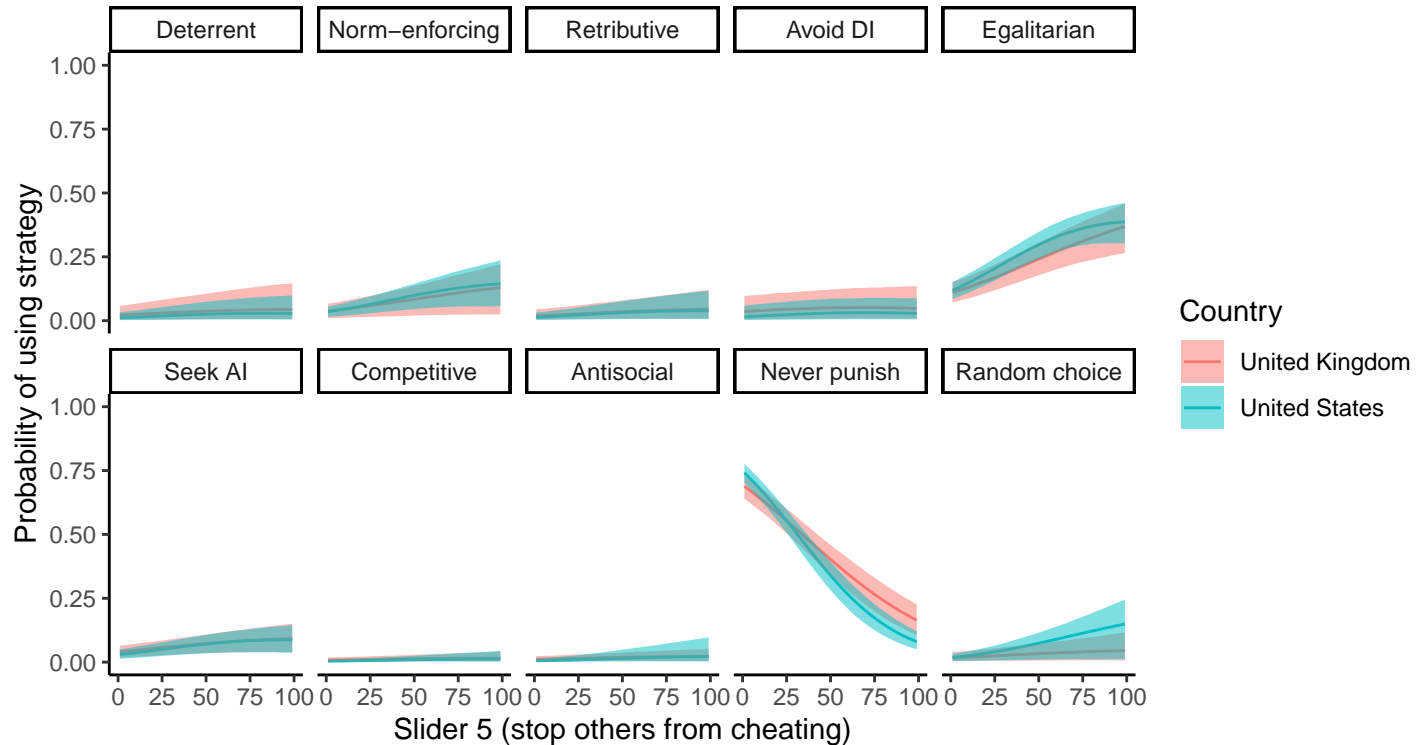 Deterrent Norm−enforcing Retributive Avoid DI Egalitarian
1.00
0.75
0.50
0.25
0.00
Seek AI Competitive Antisocial Never punish Random choice
1.00
0.75
0.50
0.25
0.00
0 25 50 75 100 0 25 50 75 100 0 25 50 75 100 0 25 50 75 100 0 25 50 75 100
Slider 5 (stop others from cheating)
Probability of using strategy
Country
United Kingdom
United States